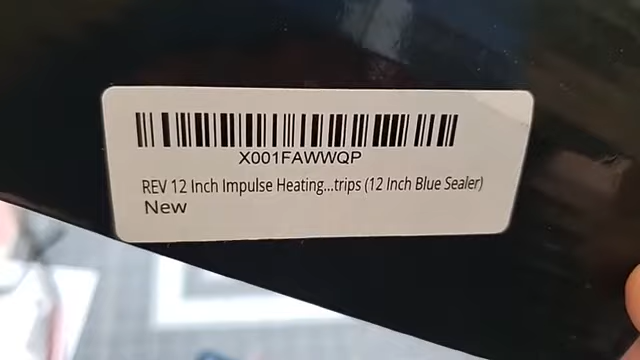 X001FAWWQP
REV 12 Inch Impulse Heating...trips (12 Inch Blue Sealer)
New